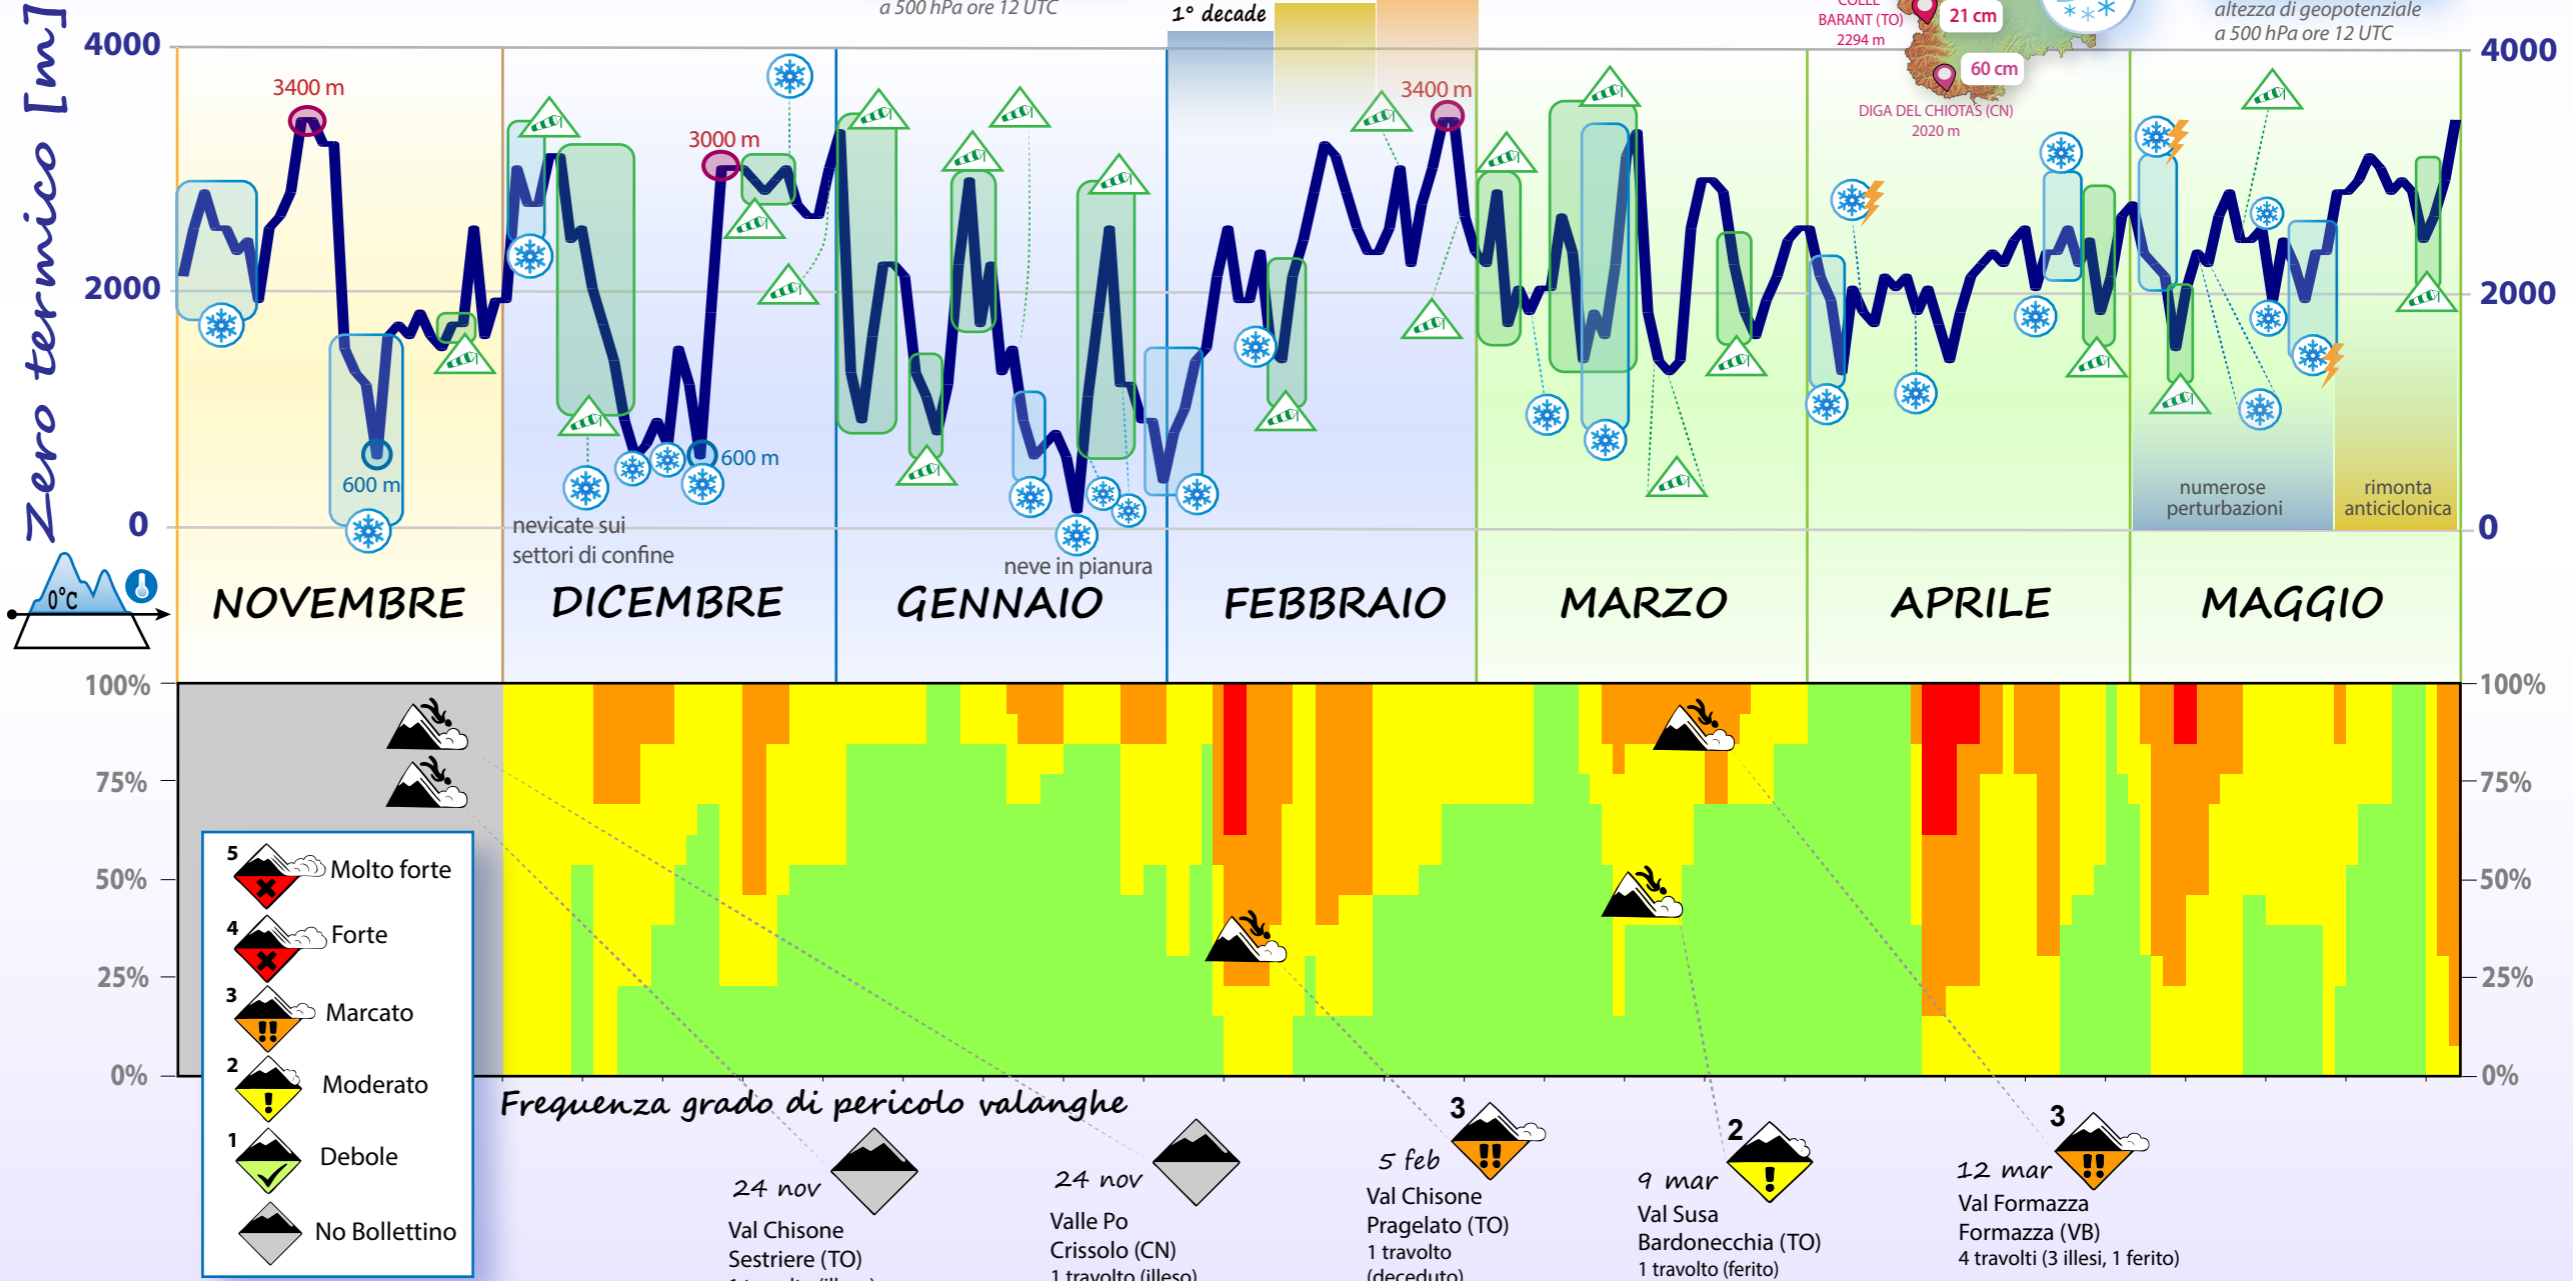 a 500 hPa ore 12 UTC
1° decade
COLLE
BARANT (TO)
2294 m
21 cm
60 cm
DIGA DEL CHIOTAS (CN)
2020 m
altezza di geopotenziale
a 500 hPa ore 12 UTC
Zero termico [m]
4000
2000
0
4000
2000
0
3400 m
600 m
3000 m
600 m
3400 m
nevicate sui
settori di confine
neve in pianura
numerose
perturbazioni
rimonta
anticiclonica
0°C
NOVEMBRE
DICEMBRE
GENNAIO
FEBBRAIO
MARZO
APRILE
MAGGIO
100%
75%
50%
25%
0%
100%
75%
50%
25%
0%
5 Molto forte
4 Forte
3 Marcato
2 Moderato
1 Debole
No Bollettino
Frequenza grado di pericolo valanghe
24 nov
Val Chisone
Sestriere (TO)
24 nov
Valle Po
Crissolo (CN)
1 travolto (illeso)
3
5 feb
Val Chisone
Pragelato (TO)
1 travolto
(deceduto)
2
9 mar
Val Susa
Bardonecchia (TO)
1 travolto (ferito)
3
12 mar
Val Formazza
Formazza (VB)
4 travolti (3 illesi, 1 ferito)